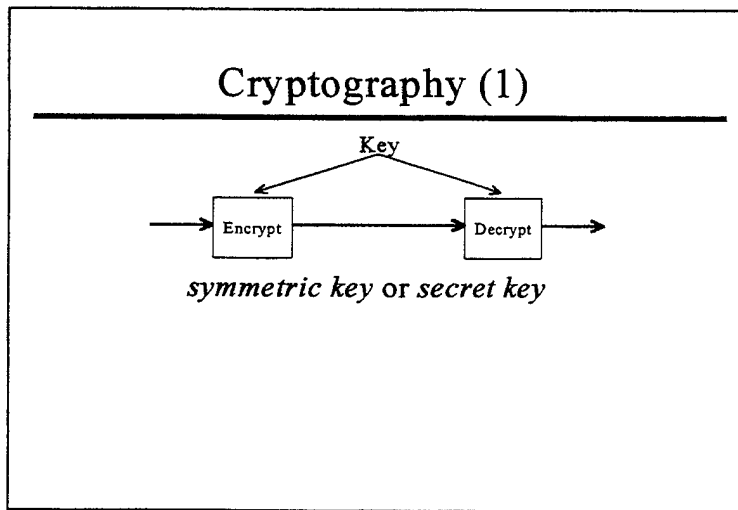 Cryptography (1)
Key
Encrypt
Decrypt
symmetric key or secret key